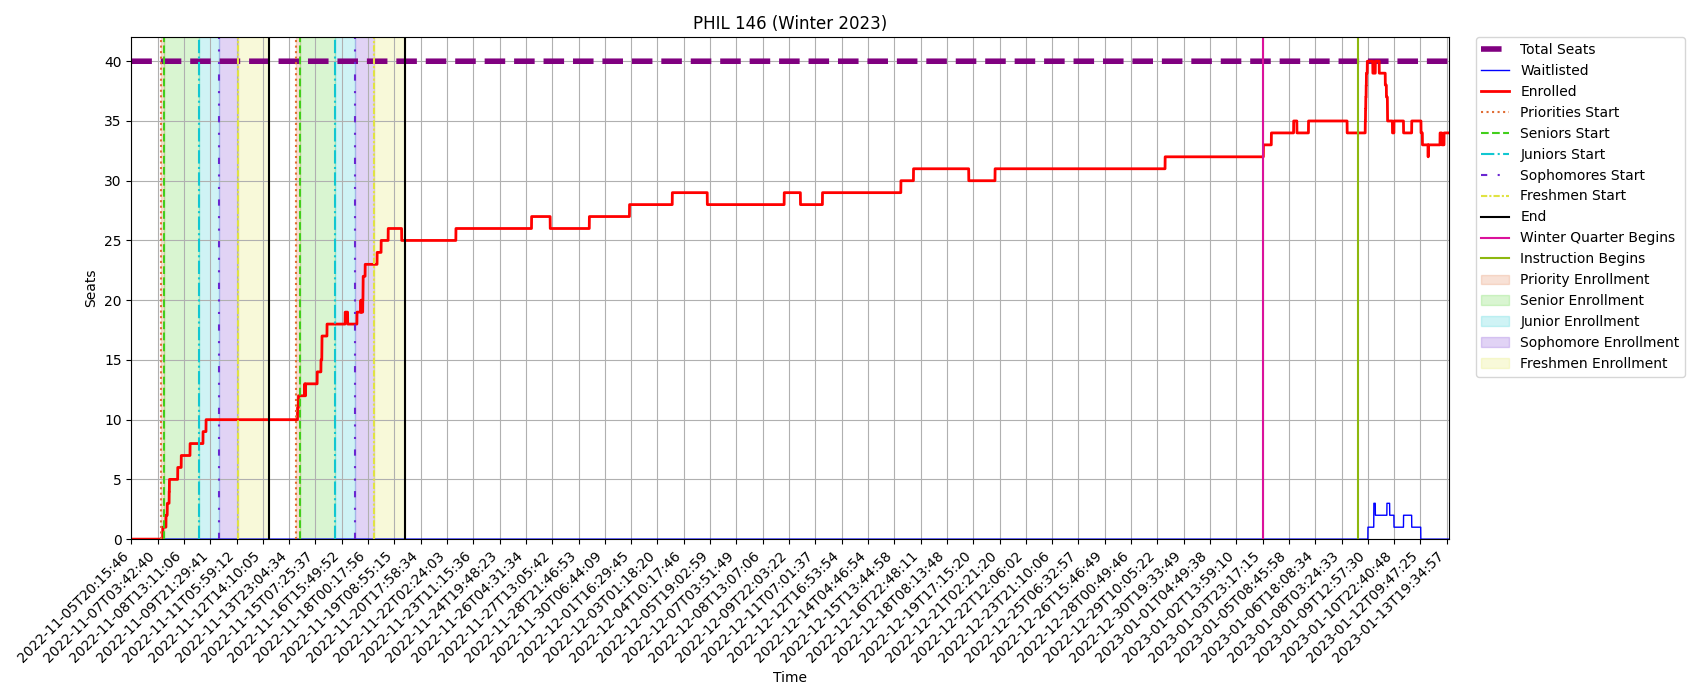 PHIL 146 (Winter 2023)
Seats
40
35
30
25
20
15
10
5
0
2022-11-05T20:15:46
2022-11-07T03:42:40
2022-11-08T13:11:06
2022-11-09T21:29:41
2022-11-11T05:59:12
2022-11-12T14:10:05
2022-11-13T23:04:34
2022-11-15T07:25:37
2022-11-16T15:49:52
2022-11-18T00:17:56
2022-11-19T08:55:13
2022-11-20T17:58:34
2022-11-22T02:24:03
2022-11-23T11:15:36
2022-11-24T19:48:23
2022-11-26T04:31:34
2022-11-27T13:05:42
2022-11-28T21:46:53
2022-11-30T06:44:09
2022-12-01T16:29:45
2022-12-03T01:18:20
2022-12-04T10:17:46
2022-12-05T19:02:59
2022-12-07T03:51:49
2022-12-08T13:07:06
2022-12-09T22:03:22
2022-12-11T07:01:37
2022-12-12T16:53:54
2022-12-14T04:46:54
2022-12-15T13:44:58
2022-12-16T22:48:11
2022-12-18T08:13:48
2022-12-19T17:15:20
2022-12-21T02:21:20
2022-12-22T12:06:02
2022-12-23T21:10:06
2022-12-25T06:32:57
2022-12-26T15:46:49
2022-12-28T00:49:46
2022-12-29T10:05:22
2022-12-30T19:33:49
2023-01-01T04:49:38
2023-01-02T13:59:10
2023-01-03T23:17:15
2023-01-05T08:45:58
2023-01-06T18:08:34
2023-01-08T03:24:33
2023-01-09T12:57:30
2023-01-10T22:40:48
2023-01-12T09:47:25
2023-01-13T19:34:57
Time
Total Seats
Waitlisted
Enrolled
Priorities Start
Seniors Start
Juniors Start
Sophomores Start
Freshmen Start
End
Winter Quarter Begins
Instruction Begins
Priority Enrollment
Senior Enrollment
Junior Enrollment
Sophomore Enrollment
Freshmen Enrollment